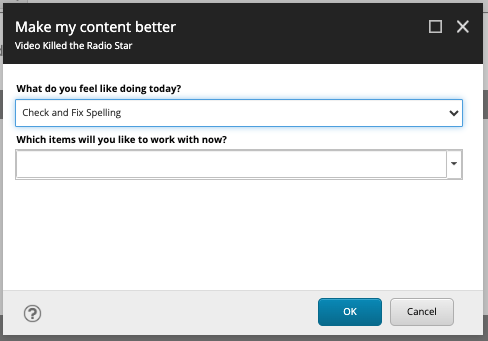 Make my content better
Video Killed the Radio Star
What do you feel like doing today?
Check and Fix Spelling
Which items will you like to work with now?
?
OK Cancel